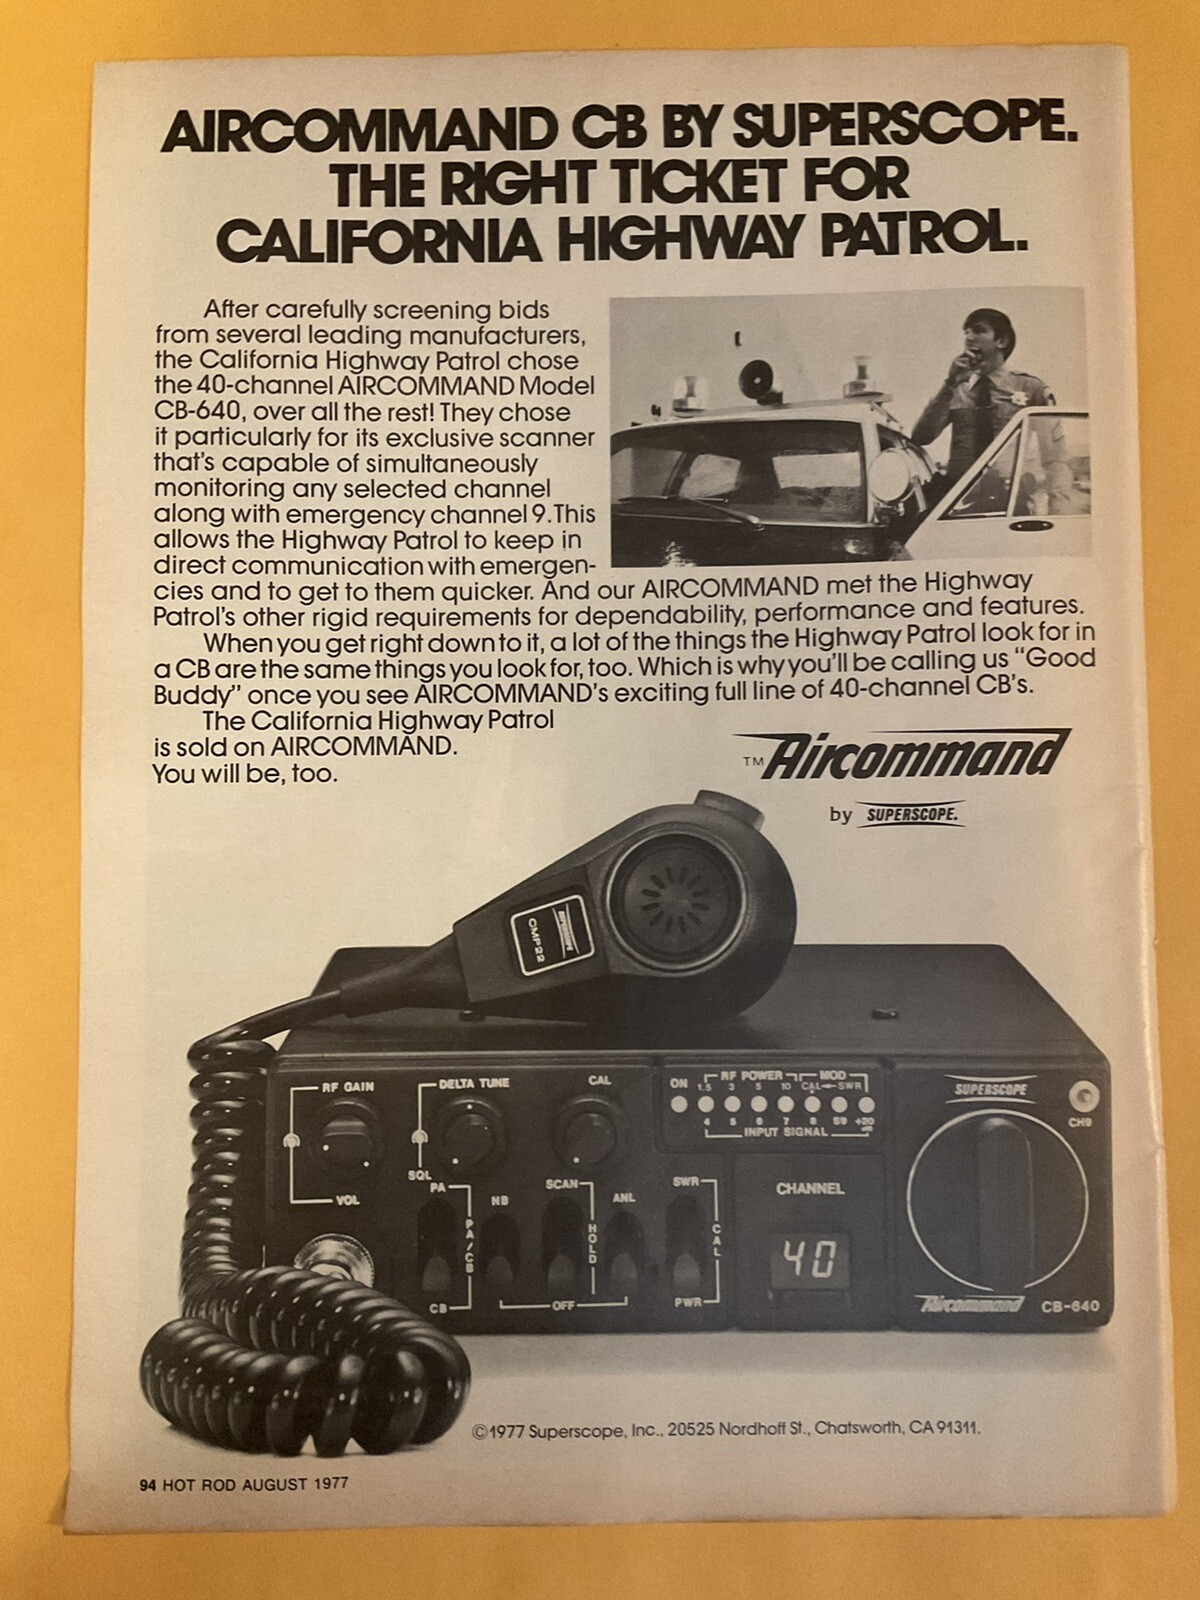 AIRCOMMAND CB BY SUPERSCOPE.
THE RIGHT TICKET FOR
CALIFORNIA HIGHWAY PATROL.
After carefully screening bids
from several leading manufacturers,
the California Highway Patrol chose
the 40-channel AIRCOMMAND Model
CB-640, over all the rest! They chose
it particularly for its exclusive scanner
that's capable of simultaneously
monitoring any selected channel
along with emergency channel 9. This
allows the Highway Patrol to keep in
direct communication with emergen-
cies and to get to them quicker. And our AIRCOMMAND met the Highway
Patrol's other rigid requirements for dependability, performance and features.
When you get right down to it, a lot of the things the Highway Patrol look for in
a CB are the same things you look for, too. Which is why you'll be calling us "Good
Buddy" once you see AIRCOMMAND's exciting full line of 40-channel CB's.
The California Highway Patrol
is sold on AIRCOMMAND.
You will be, too.
TM Aircommand
by SUPERSCOPE.
SUPERSCOPE
CMP22
RF GAIN
VOL
DELTA TUNE
SQL
CAL
ON
RF POWER
MOD
1.5 3 5 10 CAL SWR
4 5 6 7 8 S9 +20
dB
INPUT SIGNAL
SUPERSCOPE
CH9
PA
PA/CB
CB
NB
SCAN
HOLD
ANL
OFF
SWR
CAL
PWR
CHANNEL
40
Aircommand CB-640
©1977 Superscope, Inc., 20525 Nordhoff St., Chatsworth, CA 91311.
94 HOT ROD AUGUST 1977